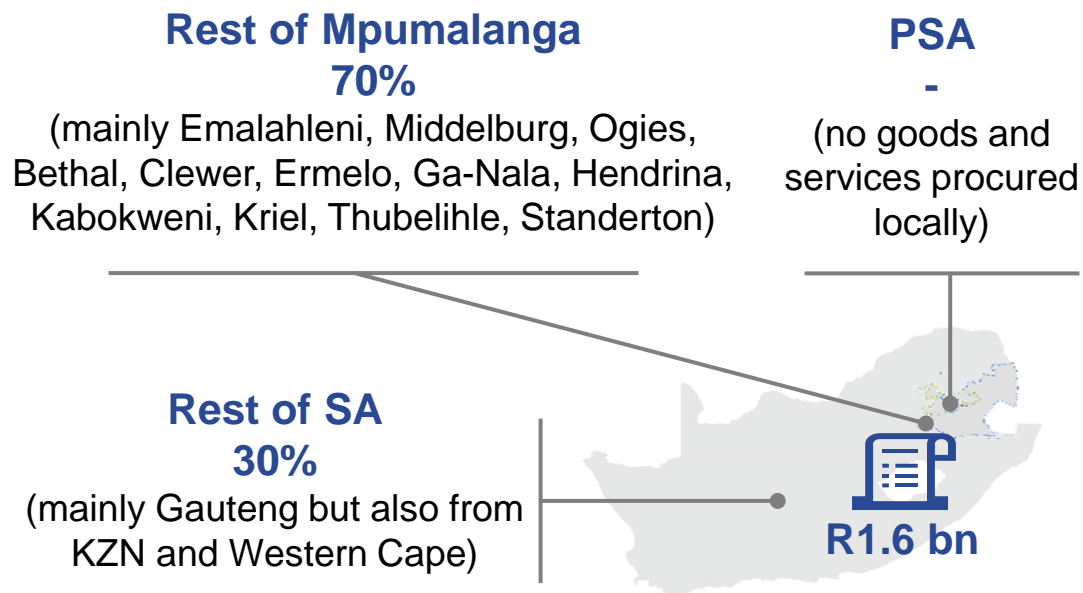 Rest of Mpumalanga
70%
(mainly Emalahleni, Middelburg, Ogies,
Bethal, Clewer, Ermelo, Ga-Nala, Hendrina,
Kabokweni, Kriel, Thubelihle, Standerton)
PSA
-
(no goods and
services procured
locally)
Rest of SA
30%
(mainly Gauteng but also from
KZN and Western Cape)
R1.6 bn